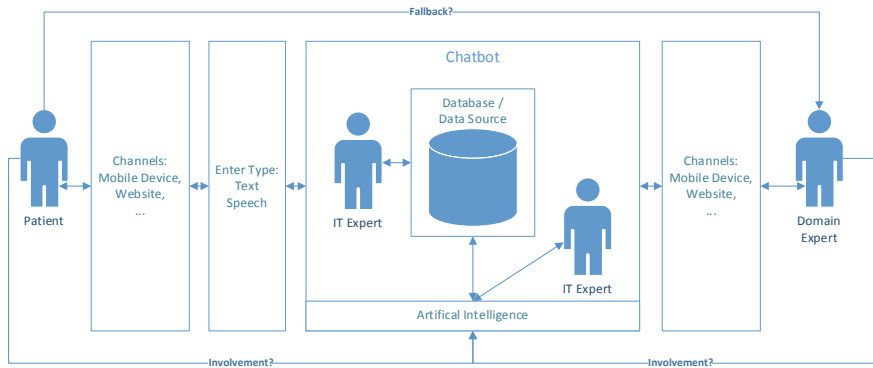 Fallback?
Chatbot
Channels:
Mobile Device,
Website,
...
Enter Type:
Text
Speech
Database /
Data Source
Channels:
Mobile Device,
Website,
...
Patient
IT Expert
IT Expert
Domain
Expert
Artifical Intelligence
Involvement?
Involvement?